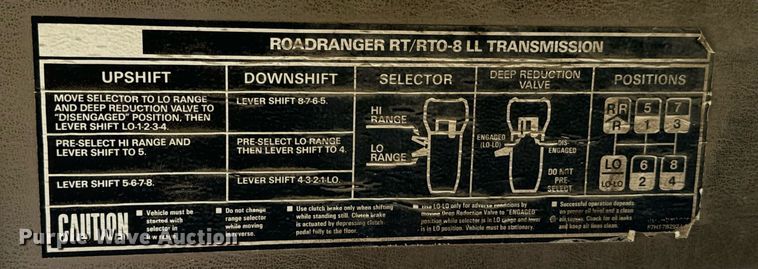 ROADRANGER RT/RTO-8 LL TRANSMISSION
UPSHIFT
DOWNSHIFT
SELECTOR
DEEP REDUCTION
VALVE
POSITIONS
MOVE SELECTOR TO LO RANGE
AND DEEP REDUCTION VALVE TO
"DISENGAGED" POSITION, THEN
LEVER SHIFT LO-1-2-3-4.
LEVER SHIFT 8-7-6-5.
PRE-SELECT HI RANGE AND
LEVER SHIFT TO 5.
PRE-SELECT LO RANGE
THEN LEVER SHIFT TO 4.
LEVER SHIFT 5-6-7-8.
LEVER SHIFT 4-3-2-1-LO.
HI
RANGE
LO
RANGE
ENGAGED
(LO-LO)
DIS-
ENGAGED
DO NOT
PRE-
SELECT
R R 5 7
R 1 3
LO 6 8
LO-LO 2 4
CAUTION
Vehicle must be
started with
selector in
Do not change
range selector
while moving
Use clutch brake only when shifting
while standing still. Clutch brake
is actuated by depressing clutch
pedal fully to the floor.
Use LO-LO only for adverse conditions by
moving Deep Reduction Valve to "ENGAGED"
position while selector is in LO range and lever
is in LO position. Vehicle must be stationary.
Successful operation depends
on proper oil level and a clean
air supply. Check for oil leaks
and keep air lines clean.
Purple Wave Auction